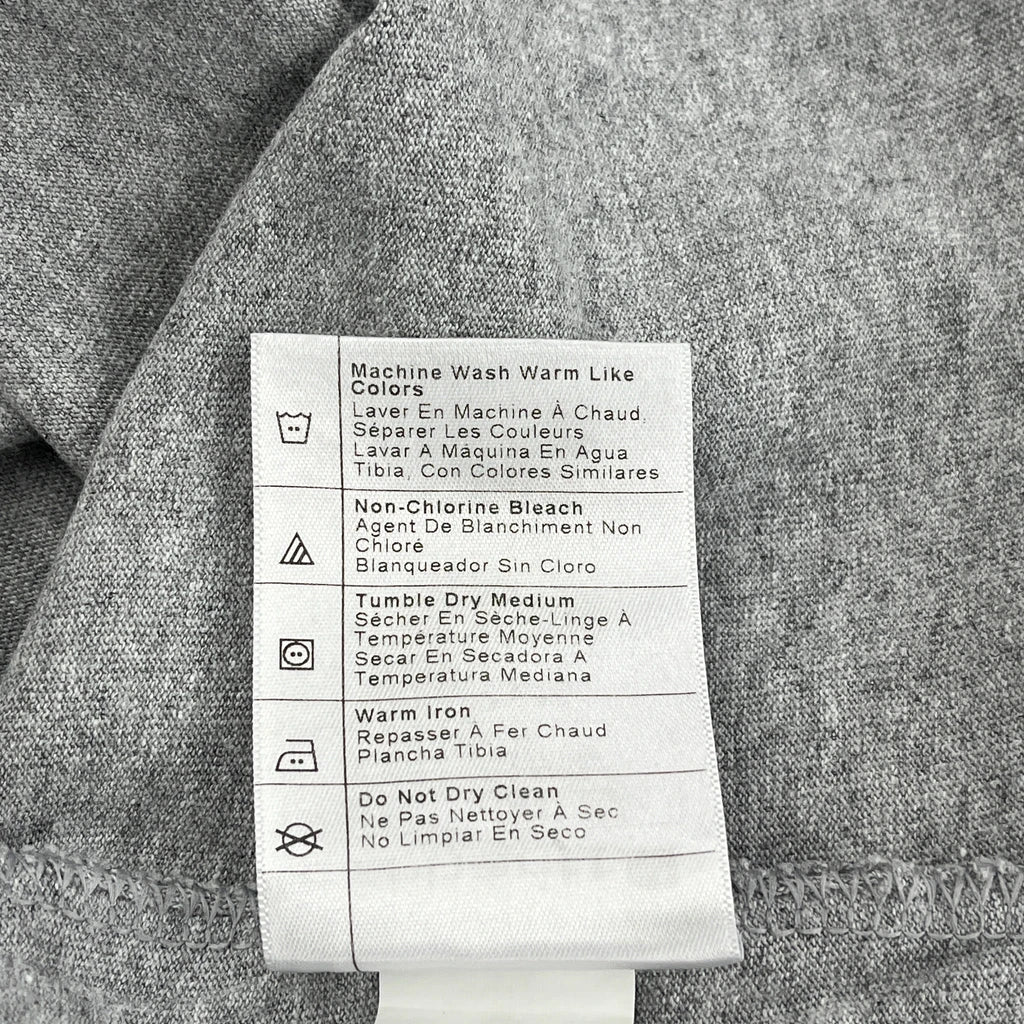 Machine Wash Warm Like
Colors
Laver En Machine À Chaud,
Séparer Les Couleurs
Lavar A Máquina En Agua
Tibia, Con Colores Similares
Non-Chlorine Bleach
Agent De Blanchiment Non
Chloré
Blanqueador Sin Cloro
Tumble Dry Medium
Sécher En Sèche-Linge À
Température Moyenne
Secar En Secadora A
Temperatura Mediana
Warm Iron
Repasser À Fer Chaud
Plancha Tibia
Do Not Dry Clean
Ne Pas Nettoyer À Sec
No Limpiar En Seco